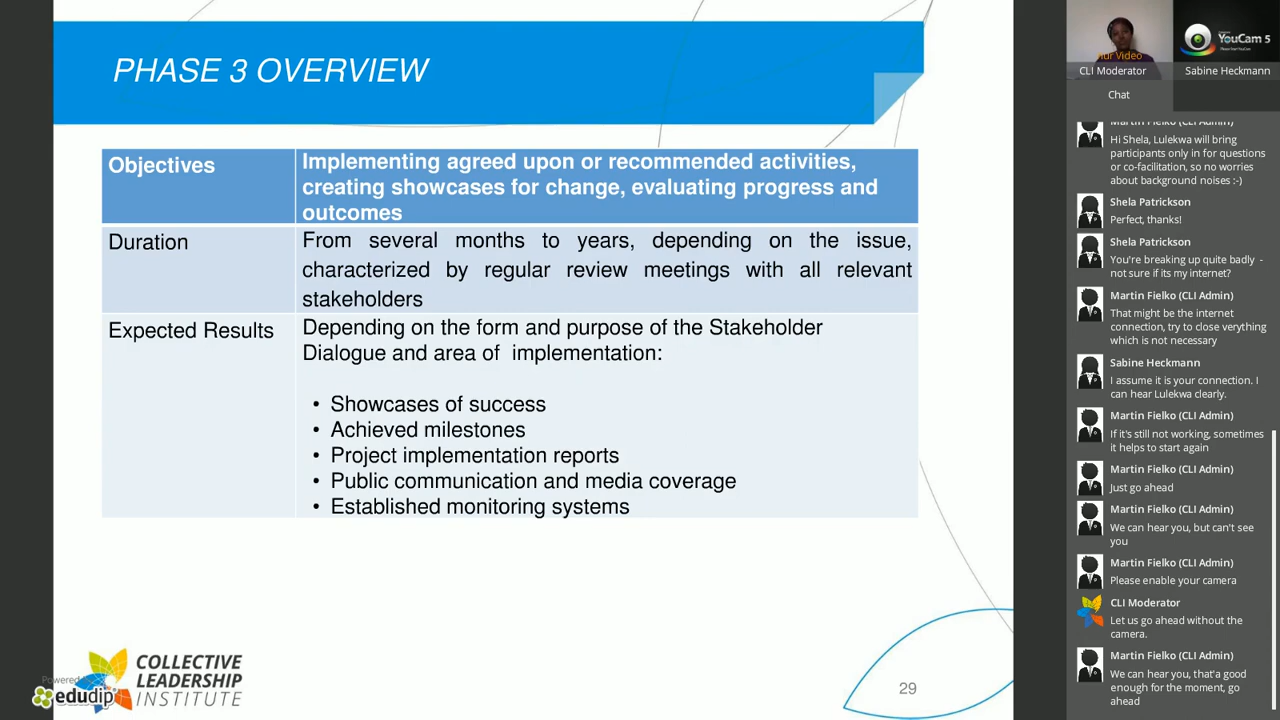 PHASE 3 OVERVIEW
Objectives
Implementing agreed upon or recommended activities,
creating showcases for change, evaluating progress and
outcomes
Duration
From several months to years, depending on the issue,
characterized by regular review meetings with all relevant
stakeholders
Expected Results
Depending on the form and purpose of the Stakeholder
Dialogue and area of implementation:
• Showcases of success
• Achieved milestones
• Project implementation reports
• Public communication and media coverage
• Established monitoring systems
COLLECTIVE
LEADERSHIP
INSTITUTE
Powered
edudip
29
Video
CLI Moderator
YouCam 5
Sabine Heckmann
Chat
Martin Fielko (CLI Admin)
Hi Shela, Lulekwa will bring
participants only in for questions
or co-facilitation, so no worries
about background noises :-)
Shela Patrickson
Perfect, thanks!
Shela Patrickson
You're breaking up quite badly -
not sure if its my internet?
Martin Fielko (CLI Admin)
That might be the internet
connection, try to close verything
which is not necessary
Sabine Heckmann
I assume it is your connection. I
can hear Lulekwa clearly.
Martin Fielko (CLI Admin)
If it's still not working, sometimes
it helps to start again
Martin Fielko (CLI Admin)
Just go ahead
Martin Fielko (CLI Admin)
We can hear you, but can't see
you
Martin Fielko (CLI Admin)
Please enable your camera
CLI Moderator
Let us go ahead without the
camera.
Martin Fielko (CLI Admin)
We can hear you, that'a good
enough for the moment, go
ahead